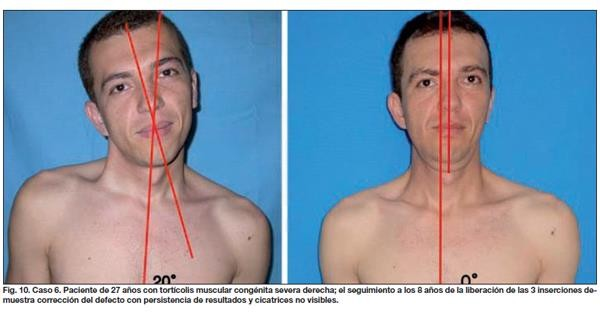 20°
0°
Fig. 10. Caso 6. Paciente de 27 años con tortícolis muscular congénita severa derecha; el seguimiento a los 8 años de la liberación de las 3 inserciones de-
muestra corrección del defecto con persistencia de resultados y cicatrices no visibles.